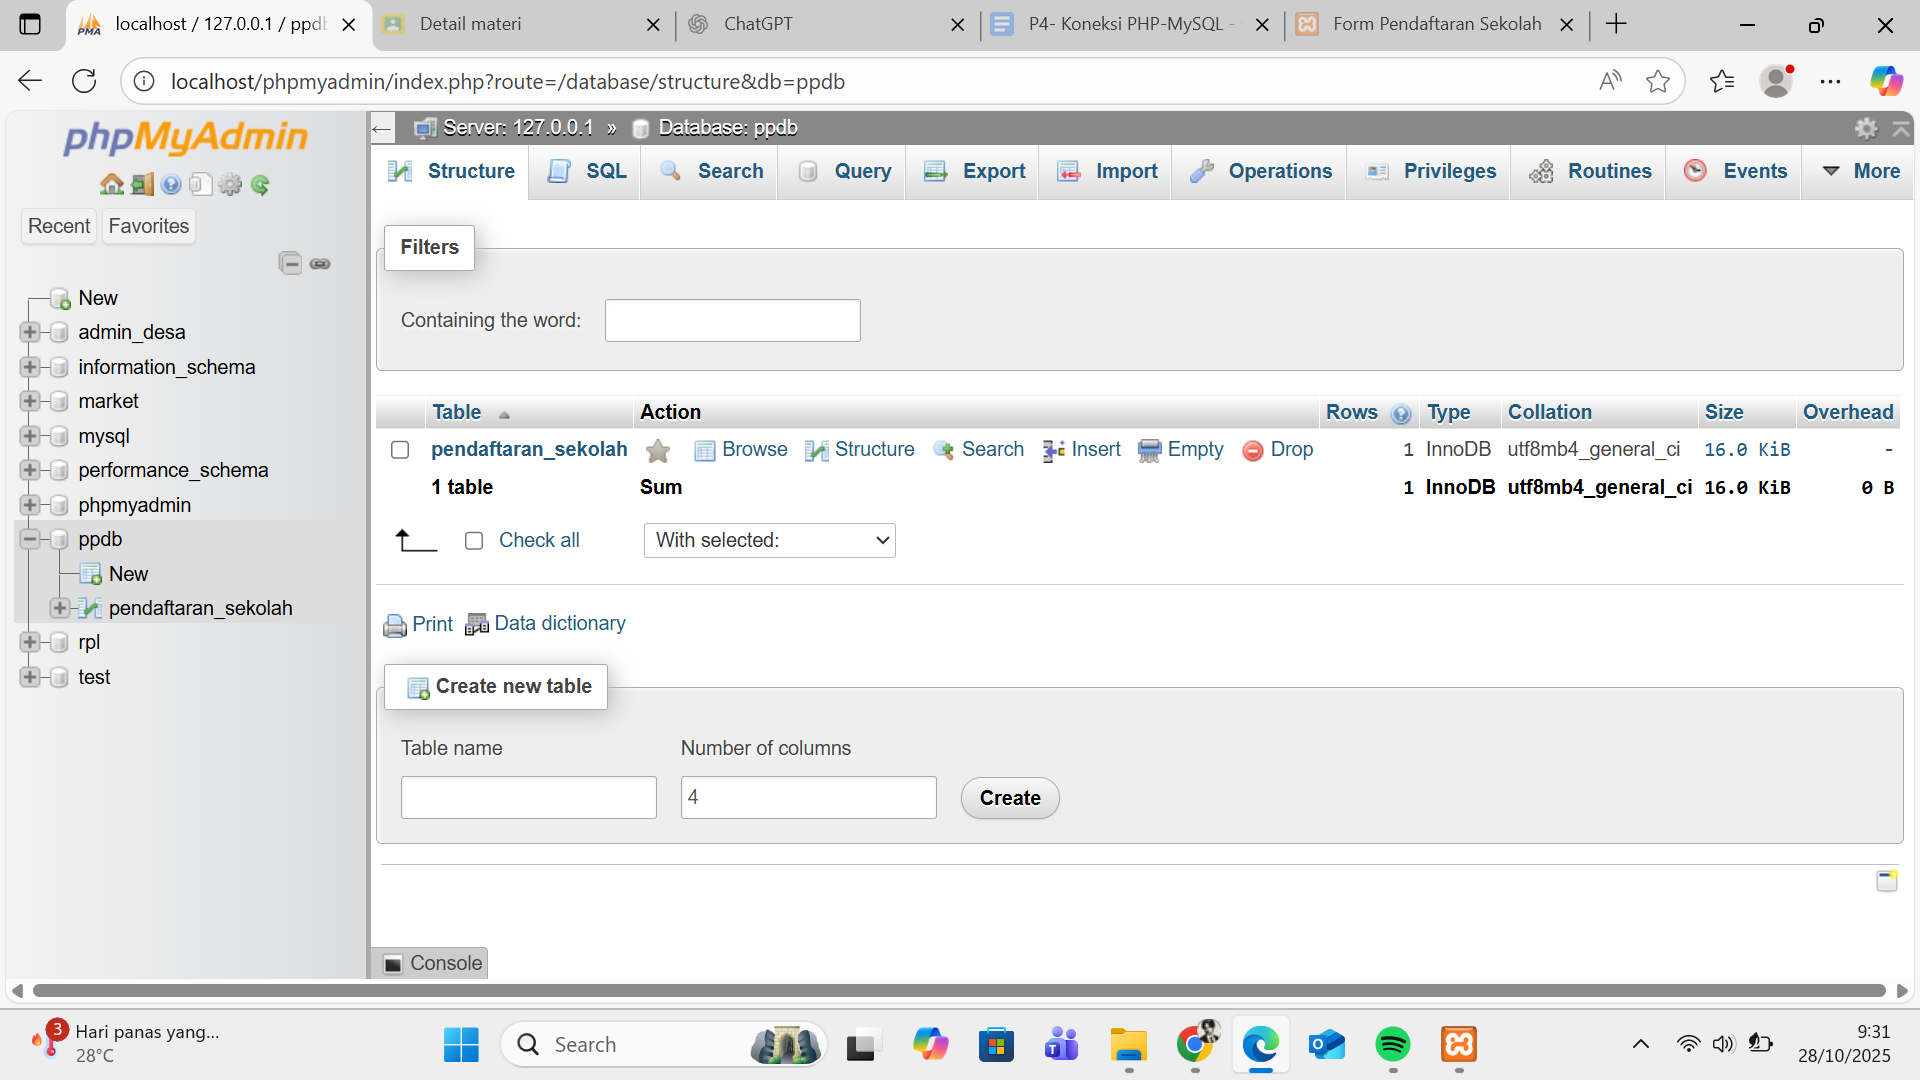 localhost / 127.0.0.1 / ppdb
Detail materi
ChatGPT
P4- Koneksi PHP-MySQL -
Form Pendaftaran Sekolah
localhost/phpmyadmin/index.php?route=/database/structure&db=ppdb
phpMyAdmin
Recent
Favorites
New
admin_desa
information_schema
market
mysql
performance_schema
phpmyadmin
ppdb
New
pendaftaran_sekolah
rpl
test
Server: 127.0.0.1 » Database: ppdb
Structure SQL Search Query Export Import Operations Privileges Routines Events More
Filters
Containing the word:
Table Action Rows Type Collation Size Overhead
pendaftaran_sekolah Browse Structure Search Insert Empty Drop 1 InnoDB utf8mb4_general_ci 16.0 KiB -
1 table Sum 1 InnoDB utf8mb4_general_ci 16.0 KiB 0 B
Check all With selected:
Print Data dictionary
Create new table
Table name Number of columns
4 Create
Console
3
Hari panas yang...
28°C
Search
9:31
28/10/2025